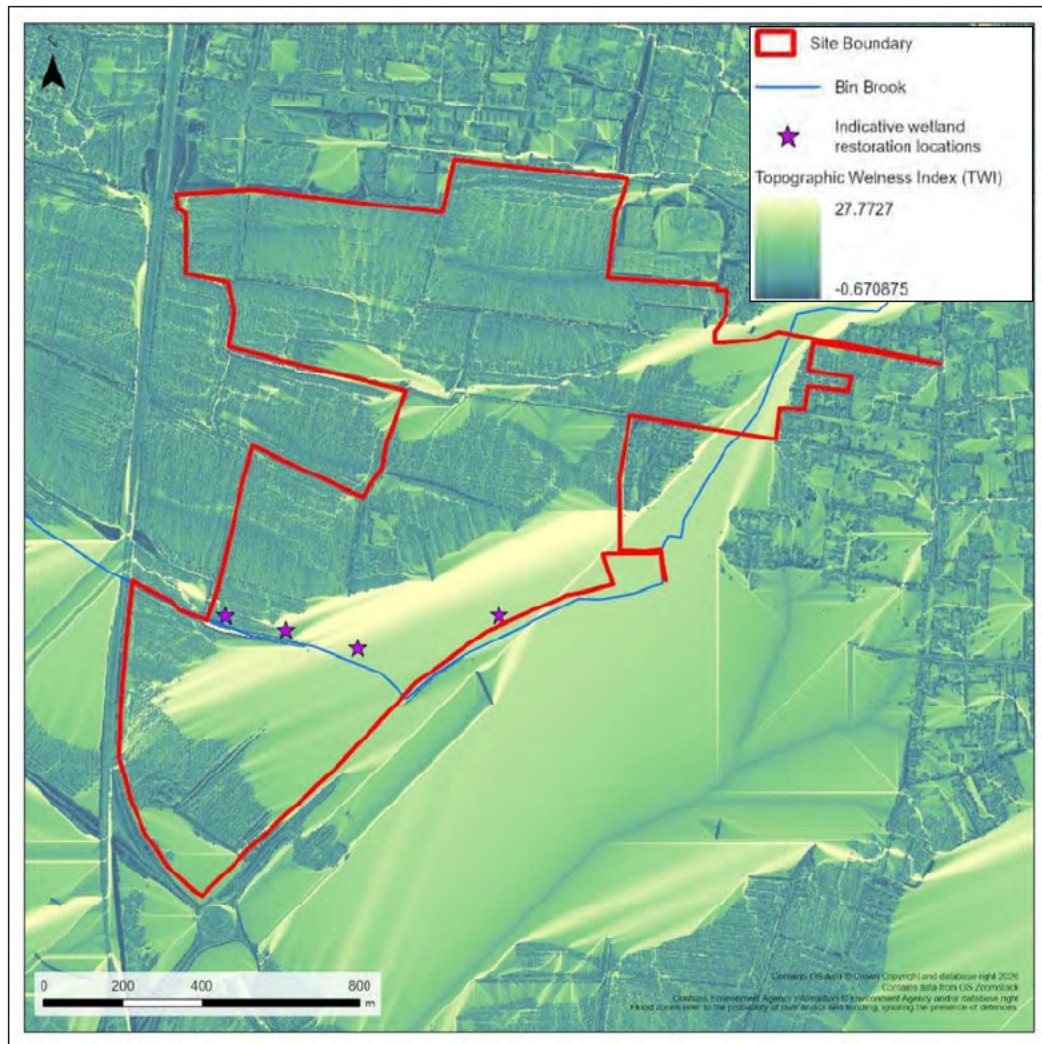 Site Boundary
Bin Brook
Indicative wetland
restoration locations
Topographic Welness Index (TWI)
27.7727
-0.670875
0 200 400 800
m
Contains OS data © Crown Copyright and database right 2026
Contains data from OS Zoomstack
Contains Environment Agency information © Environment Agency and/or database right
Flood zones refer to the probability of river and/or sea flooding, ignoring the presence of defences